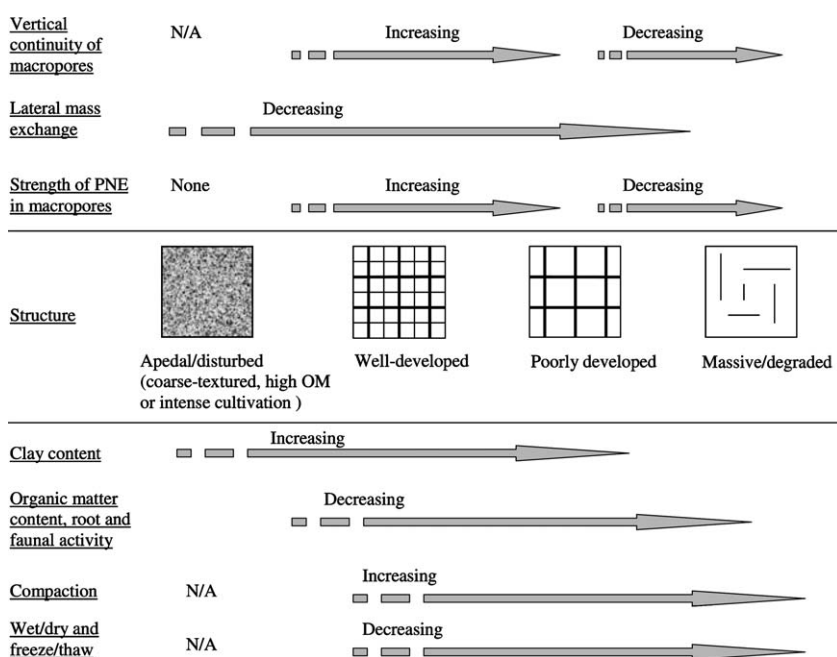 Vertical
continuity of
macropores
N/A
Increasing
Decreasing
Lateral mass
exchange
Decreasing
Strength of PNE
in macropores
None
Increasing
Decreasing
Structure
Apedal/disturbed
(coarse-textured, high OM
or intense cultivation )
Well-developed
Poorly developed
Massive/degraded
Clay content
Increasing
Organic matter
content, root and
faunal activity
Decreasing
Compaction
N/A
Increasing
Wet/dry and
freeze/thaw
N/A
Decreasing